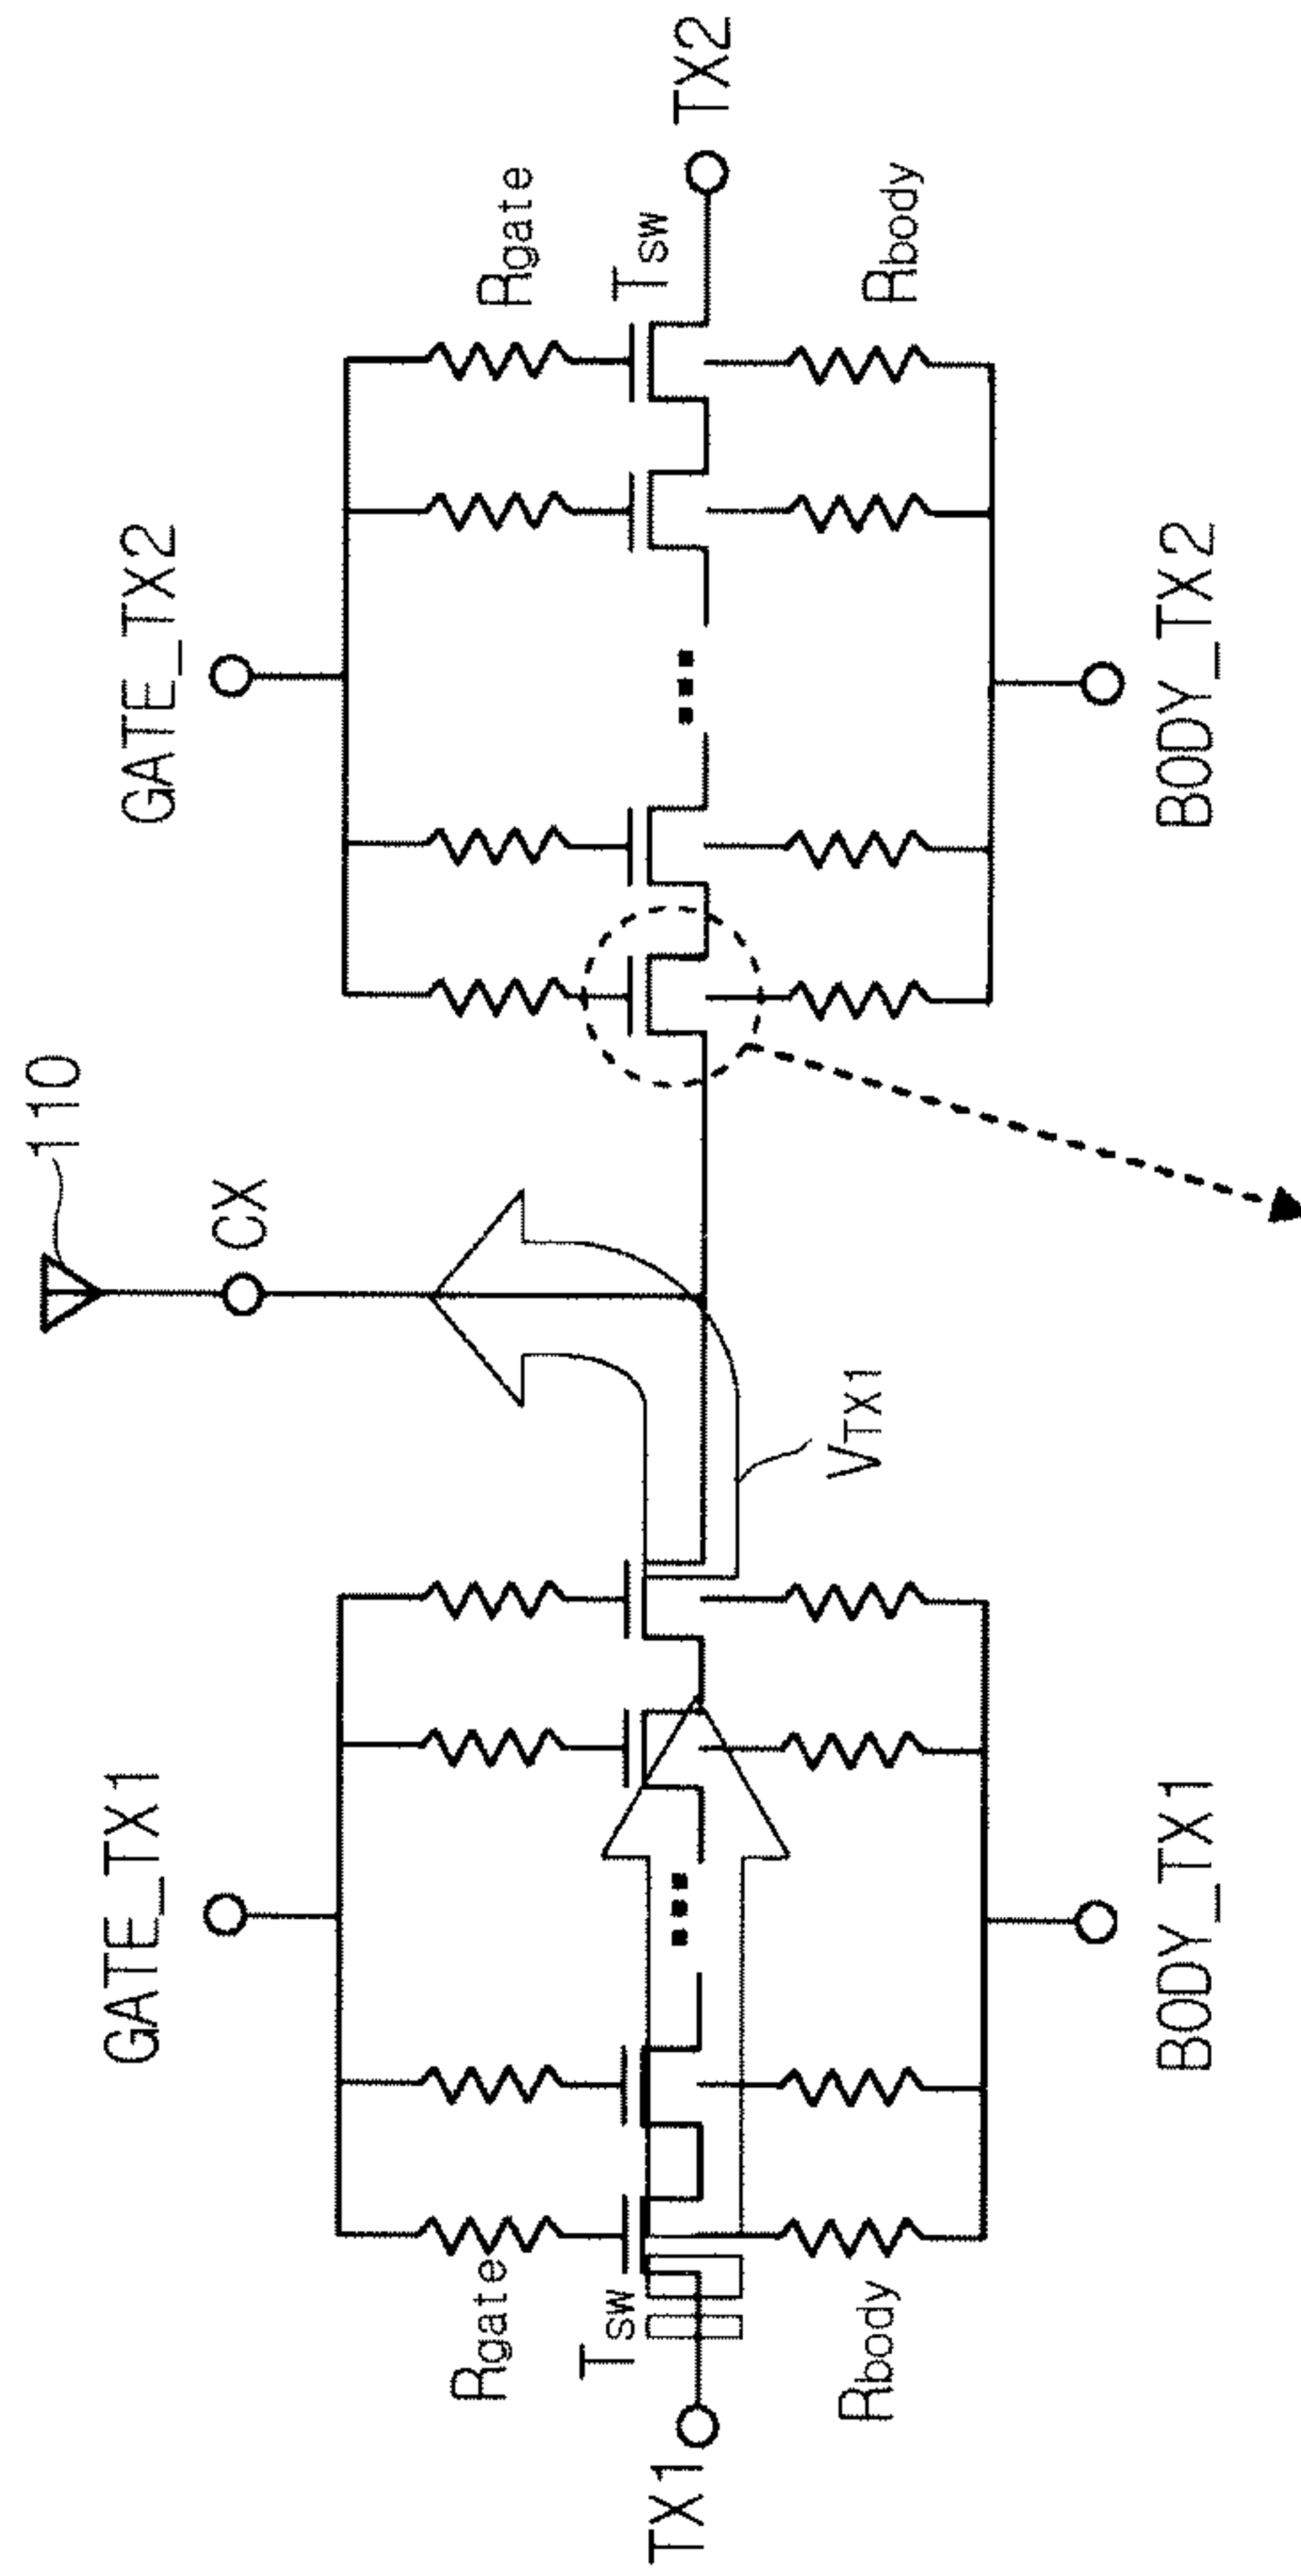 110
CX
GATE_TX1
GATE_TX2
Rgate
Rgate
TSW
TSW
TX1
TX2
VTX1
Rbody
Rbody
BODY_TX1
BODY_TX2